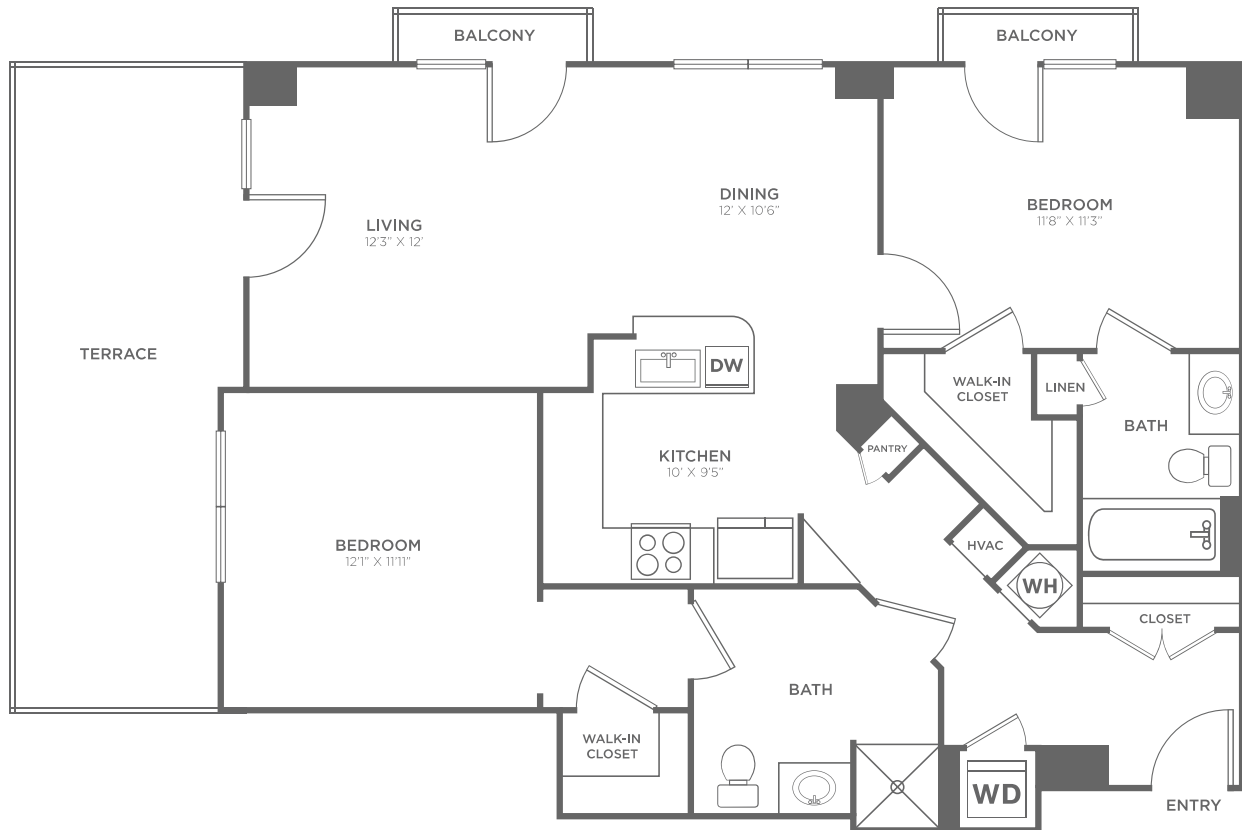 BALCONY
BALCONY
DINING
12' X 10'6"
LIVING
12'3" X 12'
BEDROOM
11'8" X 11'3"
TERRACE
DW
WALK-IN
CLOSET
LINEN
BATH
KITCHEN
10' X 9'5"
PANTRY
BEDROOM
12'1" X 11'11"
HVAC
WH
CLOSET
BATH
WALK-IN
CLOSET
WD
ENTRY